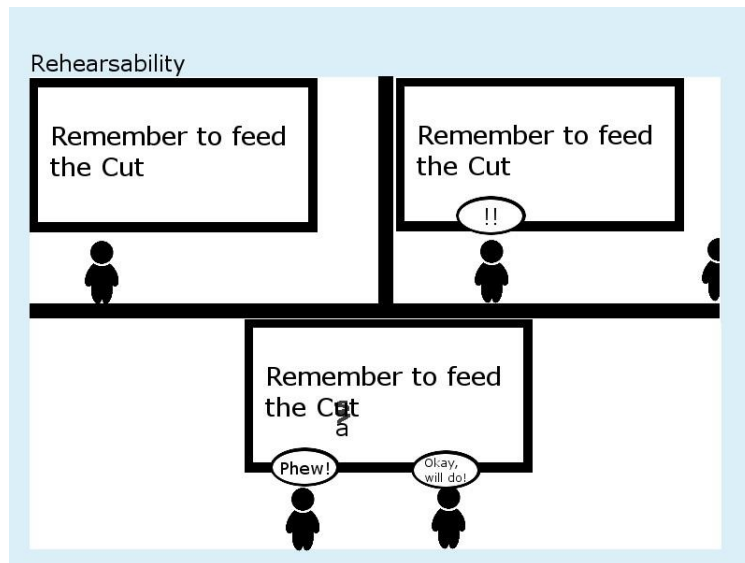 Rehearsability
Remember to feed
the Cut
Remember to feed
the Cut
!!
Remember to feed
the Cut
a
Phew!
Okay,
will do!